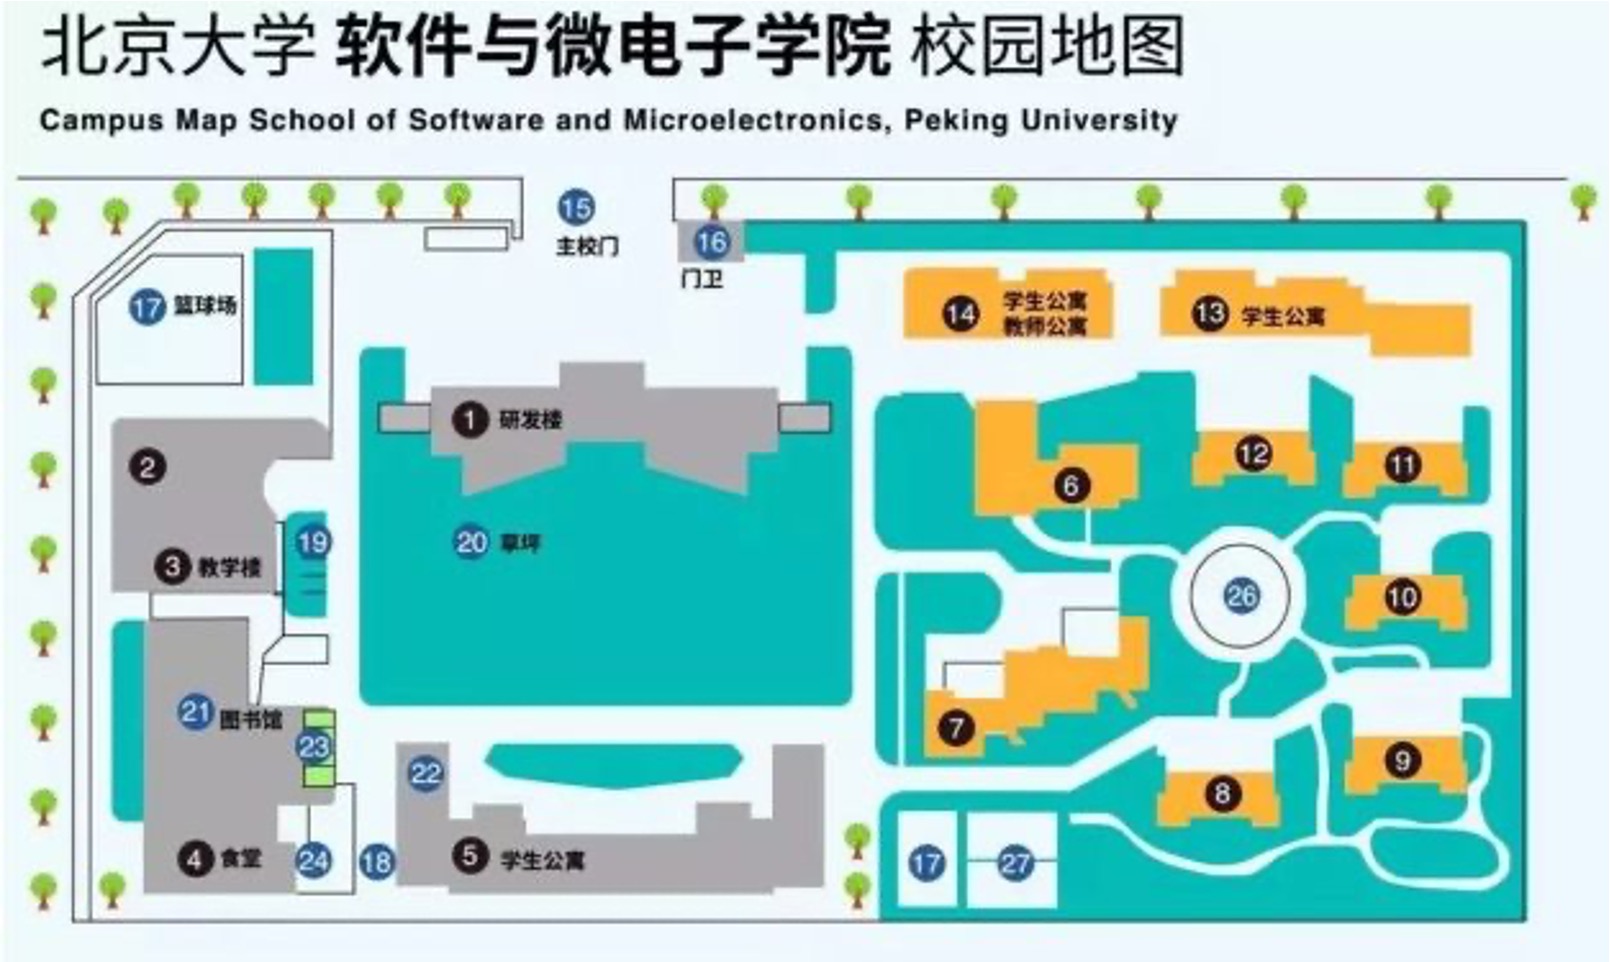 北京大学 软件与微电子学院 校园地图
Campus Map School of Software and Microelectronics, Peking University
15
主校门
16
门卫
17 篮球场
14 学生公寓
教师公寓
13 学生公寓
1 研发楼
2
12
11
6
19
20 草坪
3 教学楼
26
10
21 图书馆
23
7
22
9
8
4 食堂
24
18
5 学生公寓
17
27